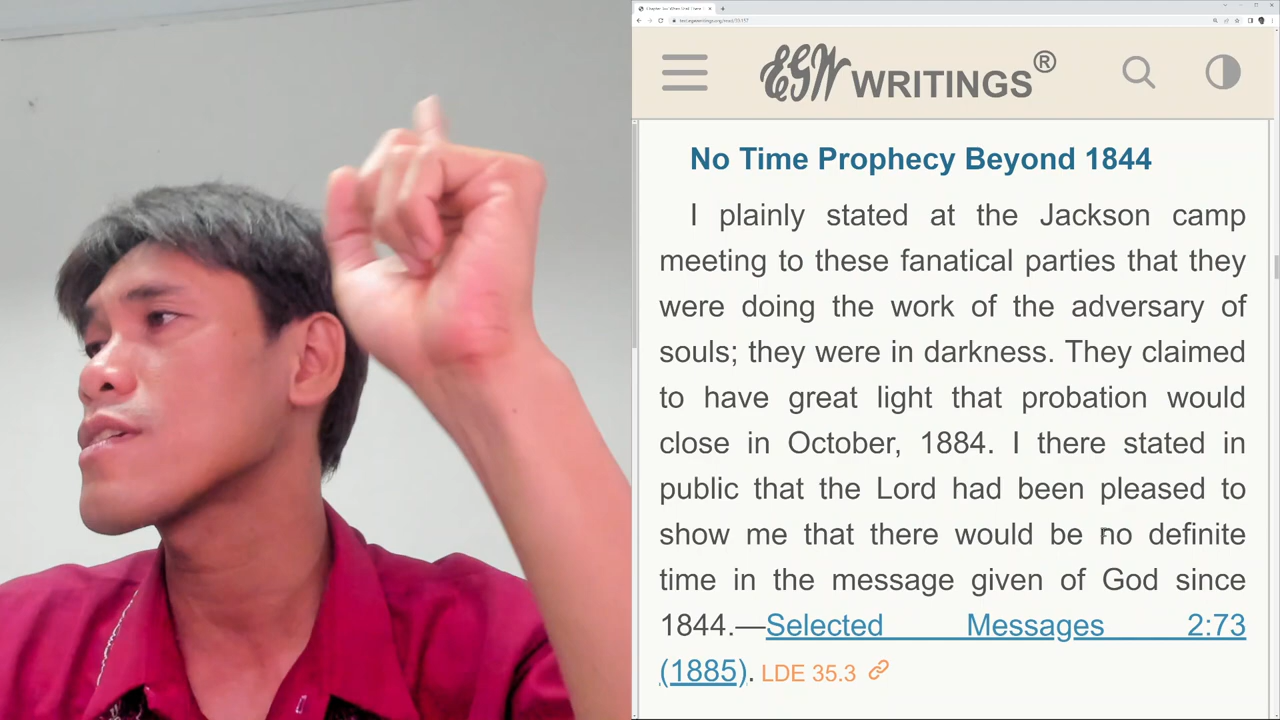 EGW WRITINGS®
No Time Prophecy Beyond 1844
I plainly stated at the Jackson camp
meeting to these fanatical parties that they
were doing the work of the adversary of
souls; they were in darkness. They claimed
to have great light that probation would
close in October, 1884. I there stated in
public that the Lord had been pleased to
show me that there would be no definite
time in the message given of God since
1844.—Selected Messages 2:73
(1885). LDE 35.3